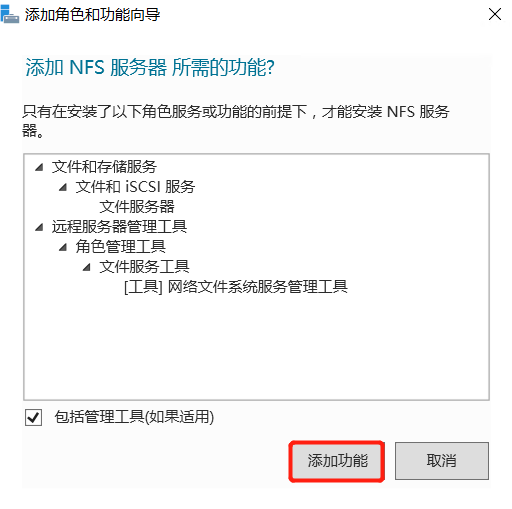 添加角色和功能向导
添加 NFS 服务器 所需的功能?
只有在安装了以下角色服务或功能的前提下，才能安装 NFS 服务
器。
文件和存储服务
文件和 iSCSI 服务
文件服务器
远程服务器管理工具
角色管理工具
文件服务工具
[工具] 网络文件系统服务管理工具
包括管理工具(如果适用)
添加功能
取消